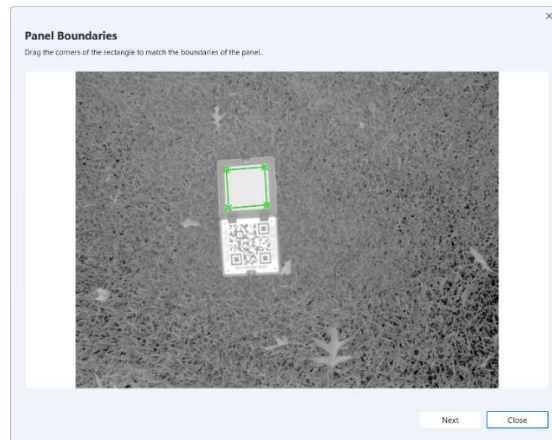 Panel Boundaries
Drag the corners of the rectangle to match the boundaries of the panel.
Next
Close